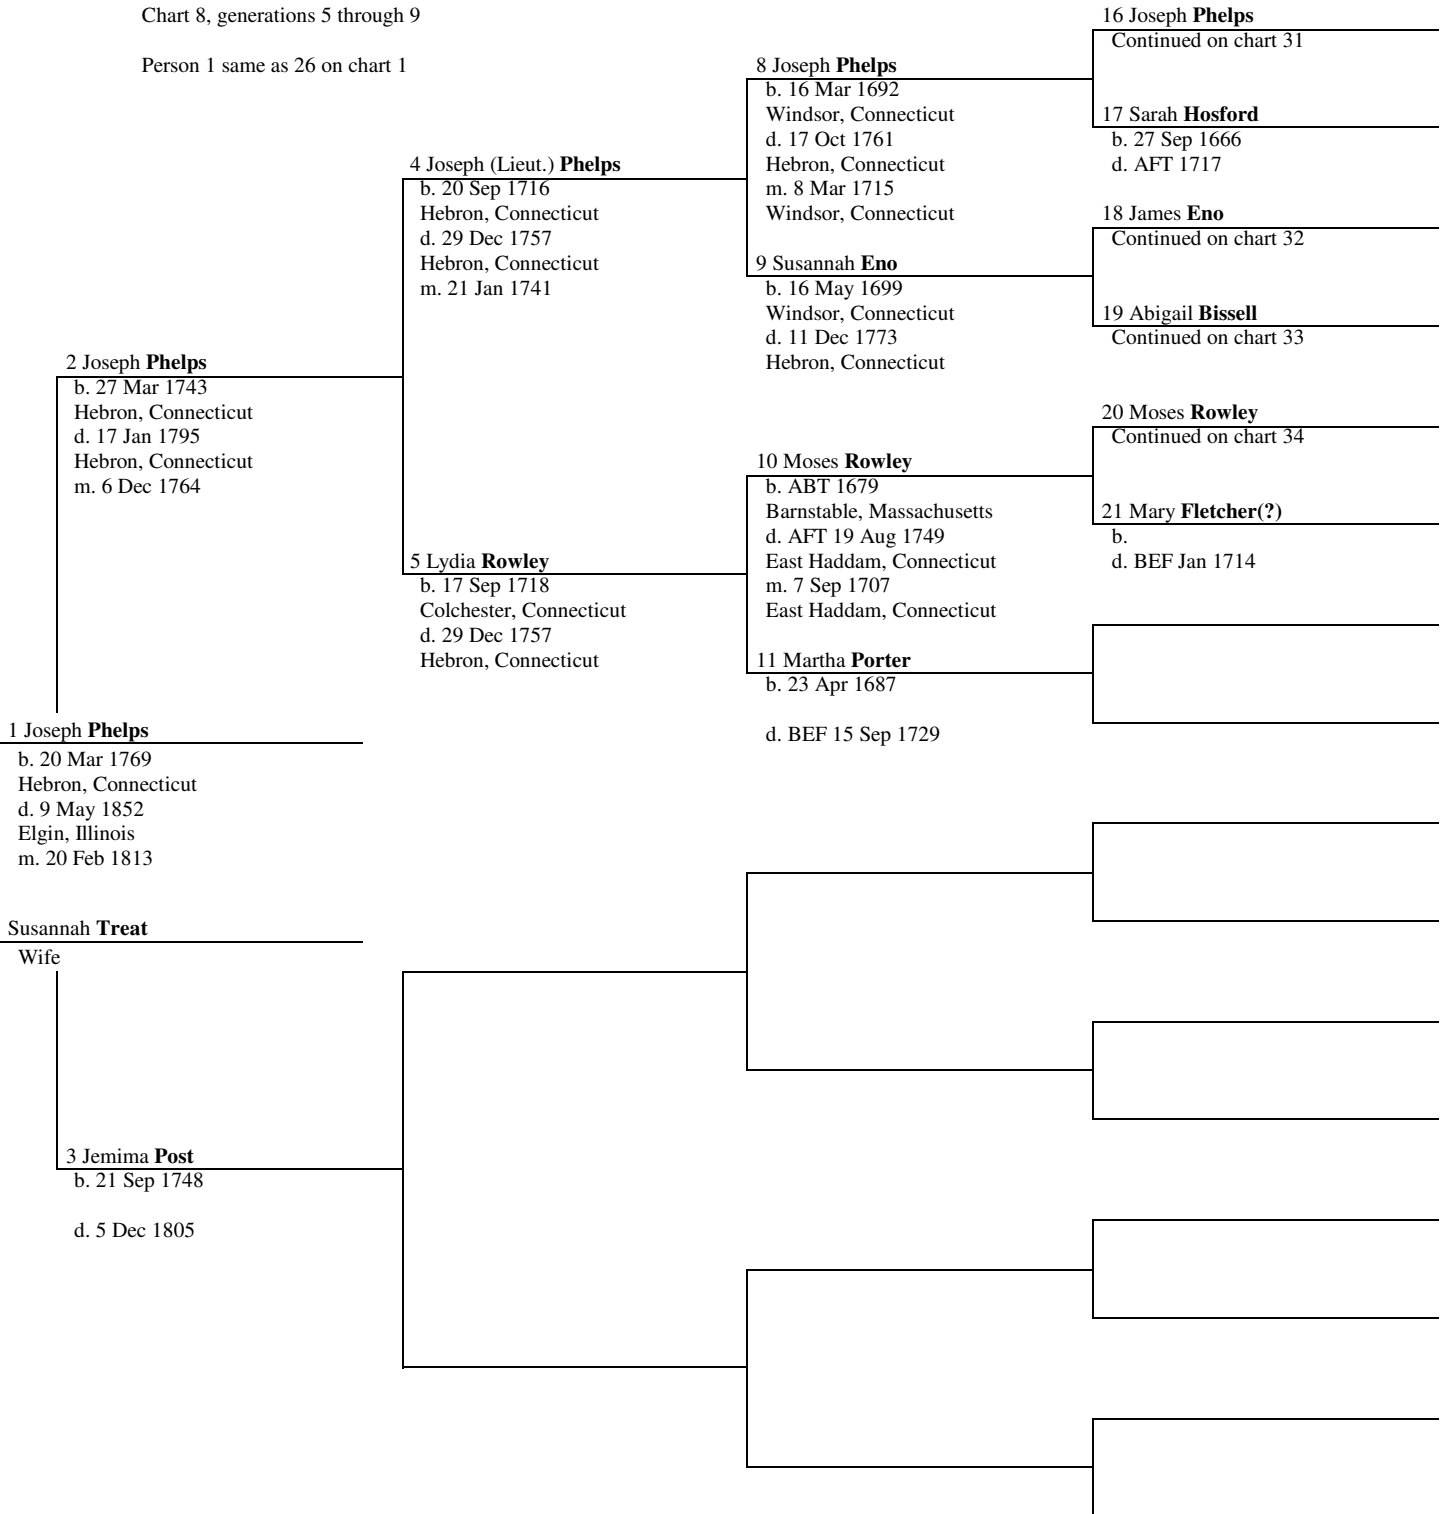 Chart 8, generations 5 through 9
Person 1 same as 26 on chart 1
1 Joseph Phelps
b. 20 Mar 1769
Hebron, Connecticut
d. 9 May 1852
Elgin, Illinois
m. 20 Feb 1813
Susannah Treat
Wife
2 Joseph Phelps
b. 27 Mar 1743
Hebron, Connecticut
d. 17 Jan 1795
Hebron, Connecticut
m. 6 Dec 1764
3 Jemima Post
b. 21 Sep 1748
d. 5 Dec 1805
4 Joseph (Lieut.) Phelps
b. 20 Sep 1716
Hebron, Connecticut
d. 29 Dec 1757
Hebron, Connecticut
m. 21 Jan 1741
5 Lydia Rowley
b. 17 Sep 1718
Colchester, Connecticut
d. 29 Dec 1757
Hebron, Connecticut
8 Joseph Phelps
b. 16 Mar 1692
Windsor, Connecticut
d. 17 Oct 1761
Hebron, Connecticut
m. 8 Mar 1715
Windsor, Connecticut
9 Susannah Eno
b. 16 May 1699
Windsor, Connecticut
d. 11 Dec 1773
Hebron, Connecticut
10 Moses Rowley
b. ABT 1679
Barnstable, Massachusetts
d. AFT 19 Aug 1749
East Haddam, Connecticut
m. 7 Sep 1707
East Haddam, Connecticut
11 Martha Porter
b. 23 Apr 1687
d. BEF 15 Sep 1729
16 Joseph Phelps
Continued on chart 31
17 Sarah Hosford
b. 27 Sep 1666
d. AFT 1717
18 James Eno
Continued on chart 32
19 Abigail Bissell
Continued on chart 33
20 Moses Rowley
Continued on chart 34
21 Mary Fletcher(?)
b.
d. BEF Jan 1714